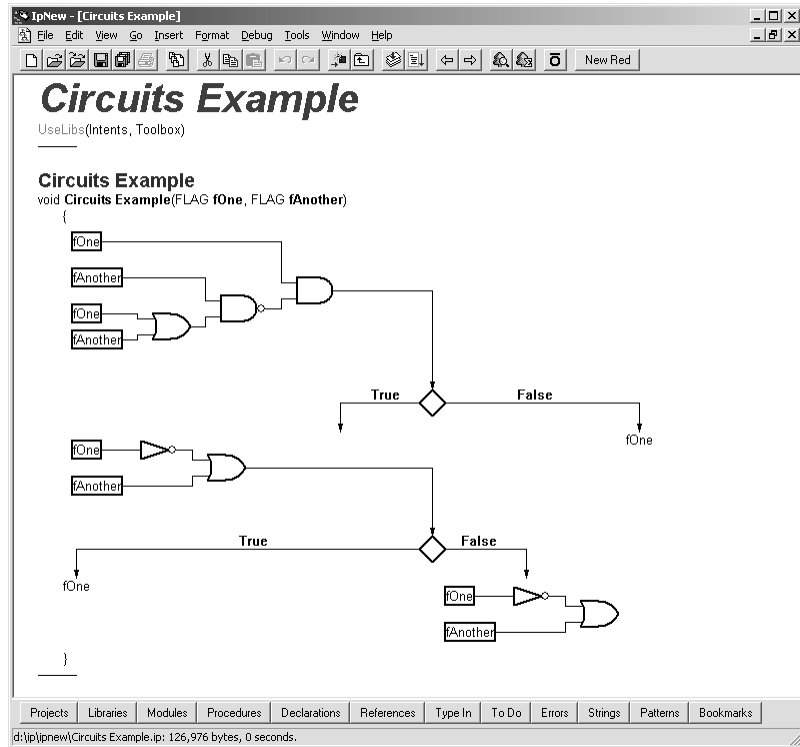 IpNew - [Circuits Example]
File Edit View Go Insert Format Debug Tools Window Help
New Red
Circuits Example
UseLibs(Intents, Toolbox)
Circuits Example
void Circuits Example(FLAG fOne, FLAG fAnother)
{
fOne
fAnother
fOne
fAnother
True False
fOne
fOne
fAnother
True False
fOne
fOne
fAnother
}
Projects Libraries Modules Procedures Declarations References Type In To Do Errors Strings Patterns Bookmarks
d:\ip\ipnew\Circuits Example.ip: 126,976 bytes, 0 seconds.